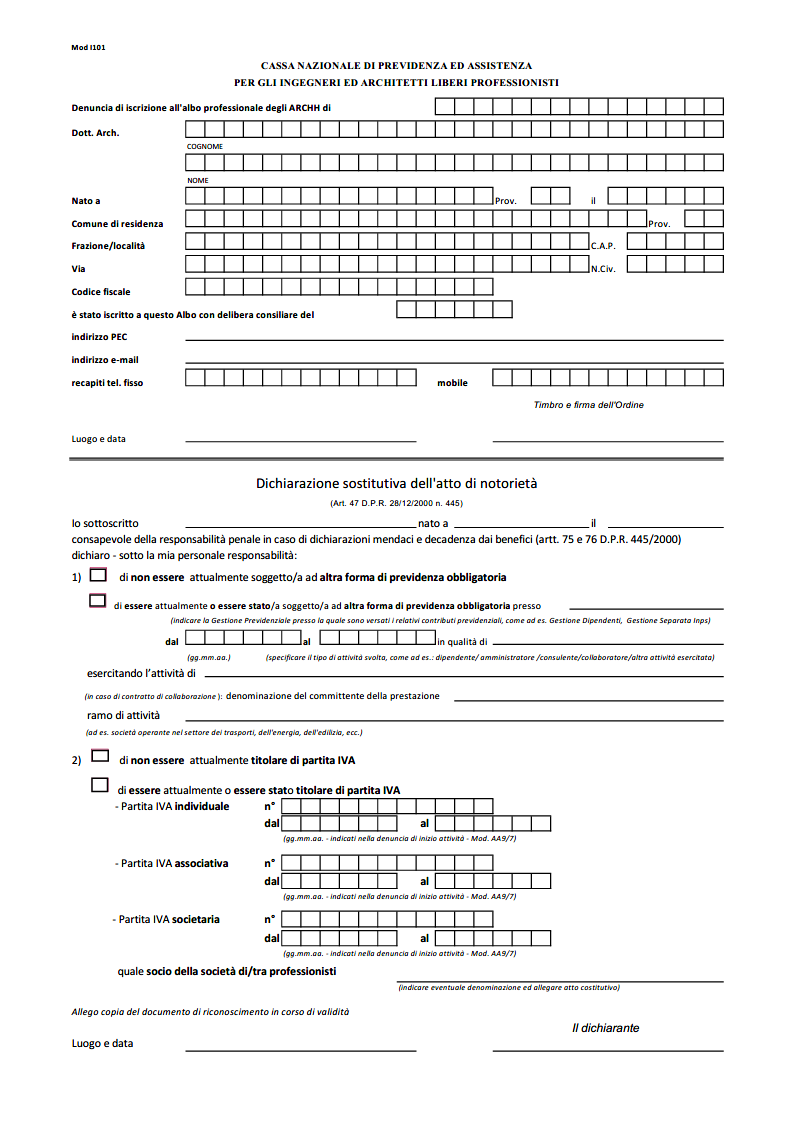 Mod I101
CASSA NAZIONALE DI PREVIDENZA ED ASSISTENZA
PER GLI INGEGNERI ED ARCHITETTI LIBERI PROFESSIONISTI
Denuncia di iscrizione all'albo professionale degli ARCHH di
Dott. Arch.
COGNOME
NOME
Nato a Prov. il
Comune di residenza Prov.
Frazione/località C.A.P.
Via N.Civ.
Codice fiscale
è stato iscritto a questo Albo con delibera consiliare del
indirizzo PEC
indirizzo e-mail
recapiti tel. fisso mobile
Timbro e firma dell'Ordine
Luogo e data
Dichiarazione sostitutiva dell'atto di notorietà
(Art. 47 D.P.R. 28/12/2000 n. 445)
Io sottoscritto nato a il
consapevole della responsabilità penale in caso di dichiarazioni mendaci e decadenza dai benefici (artt. 75 e 76 D.P.R. 445/2000)
dichiaro - sotto la mia personale responsabilità:
1) di non essere attualmente soggetto/a ad altra forma di previdenza obbligatoria
di essere attualmente o essere stato/a soggetto/a ad altra forma di previdenza obbligatoria presso
(indicare la Gestione Previdenziale presso la quale sono versati i relativi contributi previdenziali, come ad es. Gestione Dipendenti, Gestione Separata Inps)
dal al in qualità di
(gg.mm.aa.) (specificare il tipo di attività svolta, come ad es.: dipendente/ amministratore /consulente/collaboratore/altra attività esercitata)
esercitando l'attività di
(in caso di contratto di collaborazione ): denominazione del committente della prestazione
ramo di attività
(ad es. società operante nel settore dei trasporti, dell'energia, dell'edilizia, ecc.)
2) di non essere attualmente titolare di partita IVA
di essere attualmente o essere stato titolare di partita IVA
- Partita IVA individuale n°
dal al
(gg.mm.aa. - indicati nella denuncia di inizio attività - Mod. AA9/7)
- Partita IVA associativa n°
dal al
(gg.mm.aa. - indicati nella denuncia di inizio attività - Mod. AA9/7)
- Partita IVA societaria n°
dal al
(gg.mm.aa. - indicati nella denuncia di inizio attività - Mod. AA9/7)
quale socio della società di/tra professionisti
(indicare eventuale denominazione ed allegare atto costitutivo)
Allego copia del documento di riconoscimento in corso di validità
Il dichiarante
Luogo e data